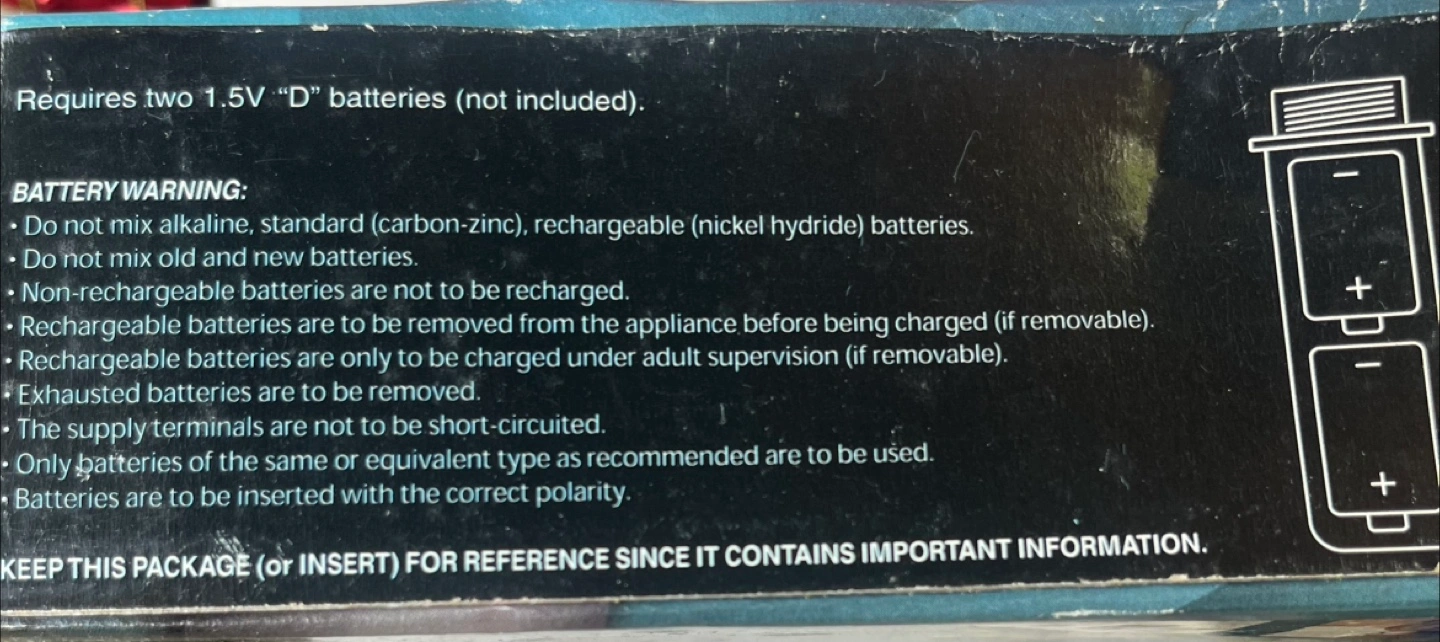 Requires two 1.5V “D” batteries (not included).
BATTERY WARNING:
• Do not mix alkaline, standard (carbon-zinc), rechargeable (nickel hydride) batteries.
• Do not mix old and new batteries.
• Non-rechargeable batteries are not to be recharged.
• Rechargeable batteries are to be removed from the appliance before being charged (if removable).
• Rechargeable batteries are only to be charged under adult supervision (if removable).
• Exhausted batteries are to be removed.
• The supply terminals are not to be short-circuited.
• Only batteries of the same or equivalent type as recommended are to be used.
• Batteries are to be inserted with the correct polarity.
KEEP THIS PACKAGE (or INSERT) FOR REFERENCE SINCE IT CONTAINS IMPORTANT INFORMATION.
–
+
–
+